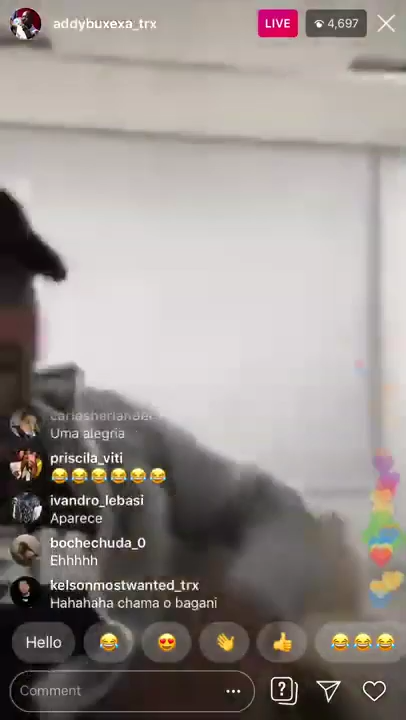 addybuxexa_trx
LIVE
4,697
Uma alegria
priscila_viti
😂😂😂😂😂😂
ivandro_lebasi
Aparece
bochechuda_0
Ehhhhh
kelsonmostwanted_trx
Hahahaha chama o bagani
Hello
Comment